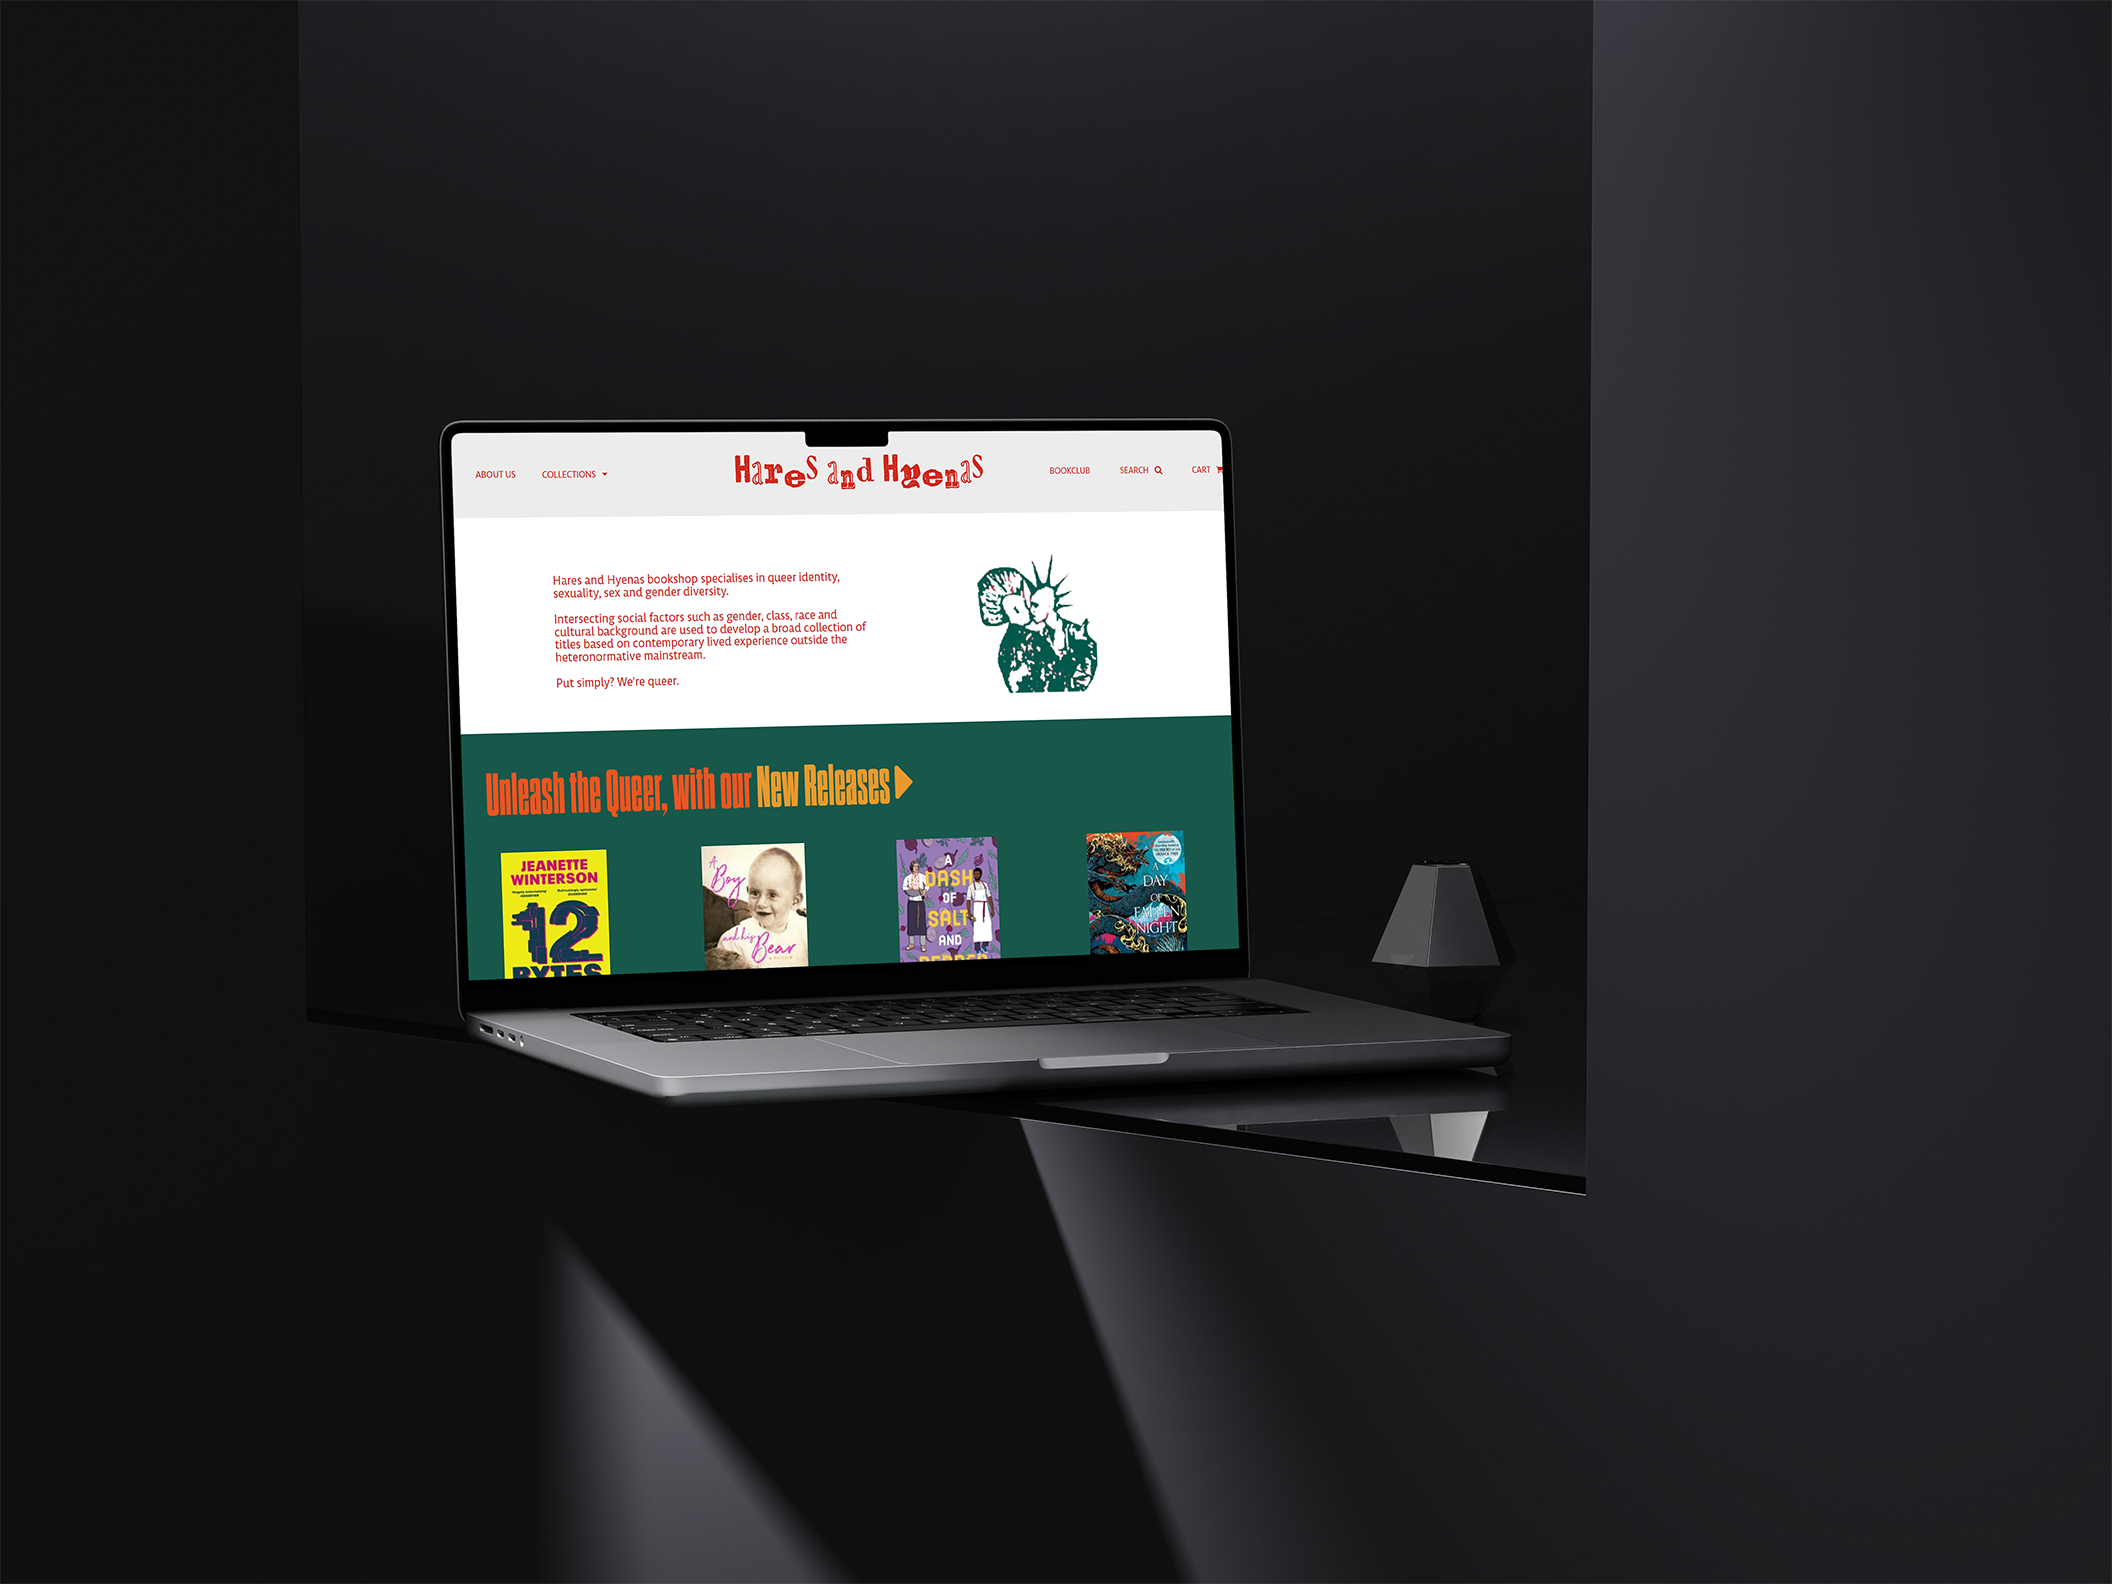 ABOUT US
COLLECTIONS
Hares and Hyenas
BOOKCLUB
SEARCH
CART
Hares and Hyenas bookshop specialises in queer identity,
sexuality, sex and gender diversity.
Intersecting social factors such as gender, class, race and
cultural background are used to develop a broad collection of
titles based on contemporary lived experience outside the
heteronormative mainstream.
Put simply? We're queer.
Unleash the Queer, with our New Releases
JEANETTE
WINTERSON
12
BYTES
A
Boy
and his
Bear
A MEMOIR
A
DASH
OF
SALT
AND
PEPPER
A
DAY
OF
FALLEN
NIGHT